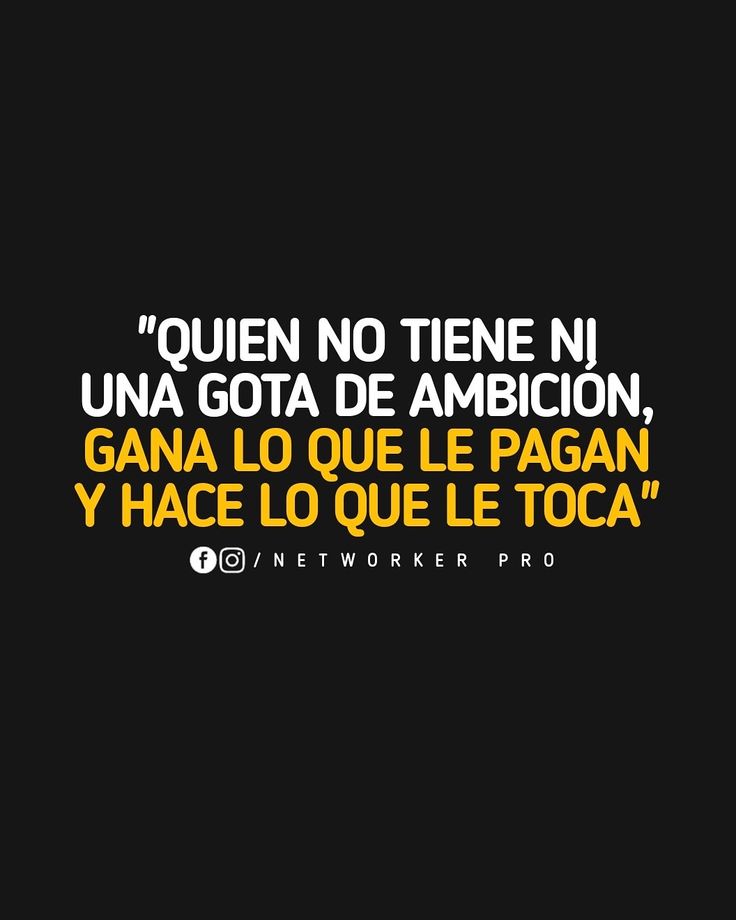 "QUIEN NO TIENE NI
UNA GOTA DE AMBICIÓN,
GANA LO QUE LE PAGAN
Y HACE LO QUE LE TOCA"
/NETWORKER PRO